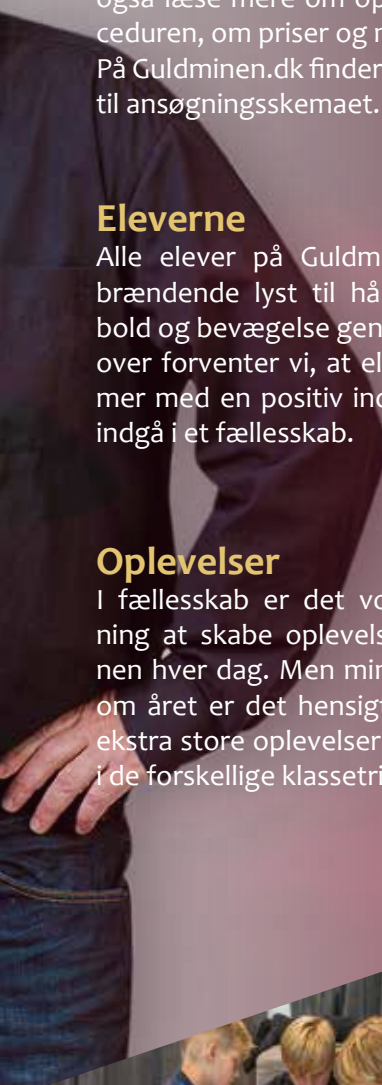 også læse mere om op
ceduren, om priser og
På Guldminen.dk finder
til ansøgningsskemaet.
Eleverne
Alle elever på Guldm
brændende lyst til hå
bold og bevægelse gen
over forventer vi, at el
mer med en positiv ind
indgå i et fællesskab.
Oplevelser
I fællesskab er det vo
ning at skabe oplevels
nen hver dag. Men min
om året er det hensigt
ekstra store oplevelser
i de forskellige klassetri